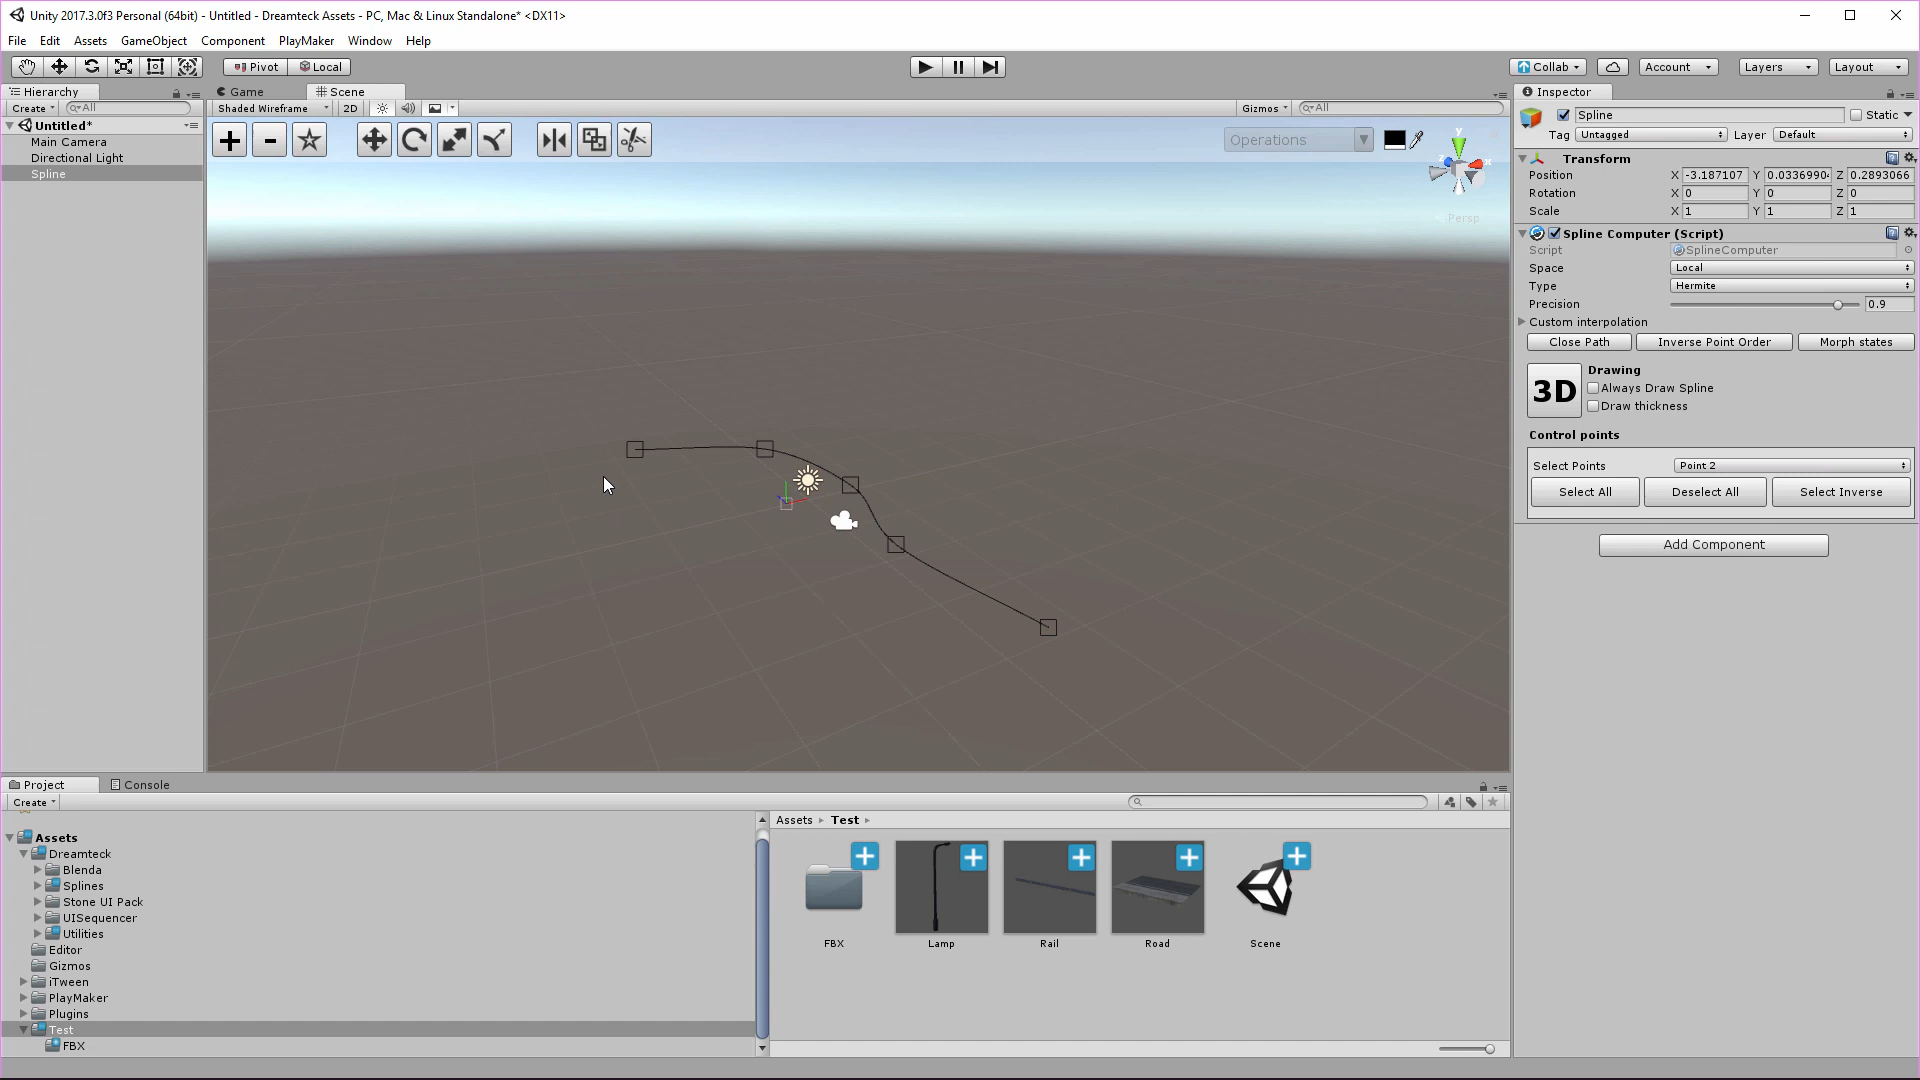 Unity 2017.3.0f3 Personal (64bit) - Untitled - Dreamteck Assets - PC, Mac & Linux Standalone* <DX11>
File Edit Assets GameObject Component PlayMaker Window Help
Pivot Local Collab Account Layers Layout
Hierarchy Game Scene Inspector
Create All Shaded Wireframe 2D Gizmos All
Untitled*
Main Camera
Directional Light
Spline
Operations
y
x
z
Persp
Spline Static
Tag Untagged Layer Default
Transform
Position X -3.187107 Y 0.0336990 Z 0.2893066
Rotation X 0 Y 0 Z 0
Scale X 1 Y 1 Z 1
Spline Computer (Script)
Script SplineComputer
Space Local
Type Hermite
Precision 0.9
Custom interpolation
Close Path Inverse Point Order Morph states
3D Drawing
Always Draw Spline
Draw thickness
Control points
Select Points Point 2
Select All Deselect All Select Inverse
Add Component
Project Console
Create
Assets
Dreamteck
Blenda
Splines
Stone UI Pack
UISequencer
Utilities
Editor
Gizmos
iTween
PlayMaker
Plugins
Test
FBX
Assets Test
FBX Lamp Rail Road Scene